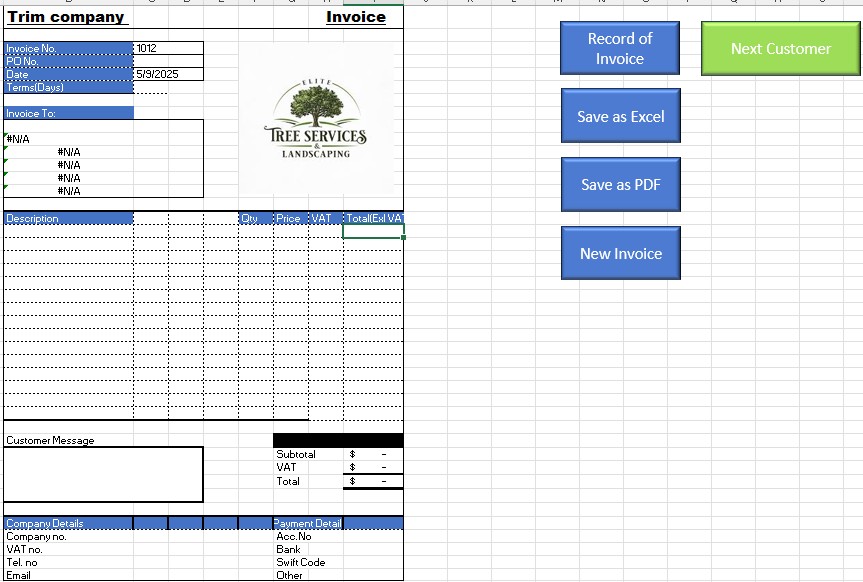 Trim company
Invoice
Invoice No. 1012
PO No.
Date 5/9/2025
Terms(Days)
Invoice To:
#N/A
#N/A
#N/A
#N/A
#N/A
ELITE
TREE SERVICES
&
LANDSCAPING
Record of
Invoice
Next Customer
Save as Excel
Save as PDF
New Invoice
Description Qty Price VAT Total(Exl VAT
Customer Message
Subtotal $ -
VAT $ -
Total $ -
Company Details Payment Detail
Company no. Acc.No
VAT no. Bank
Tel. no Swift Code
Email Other